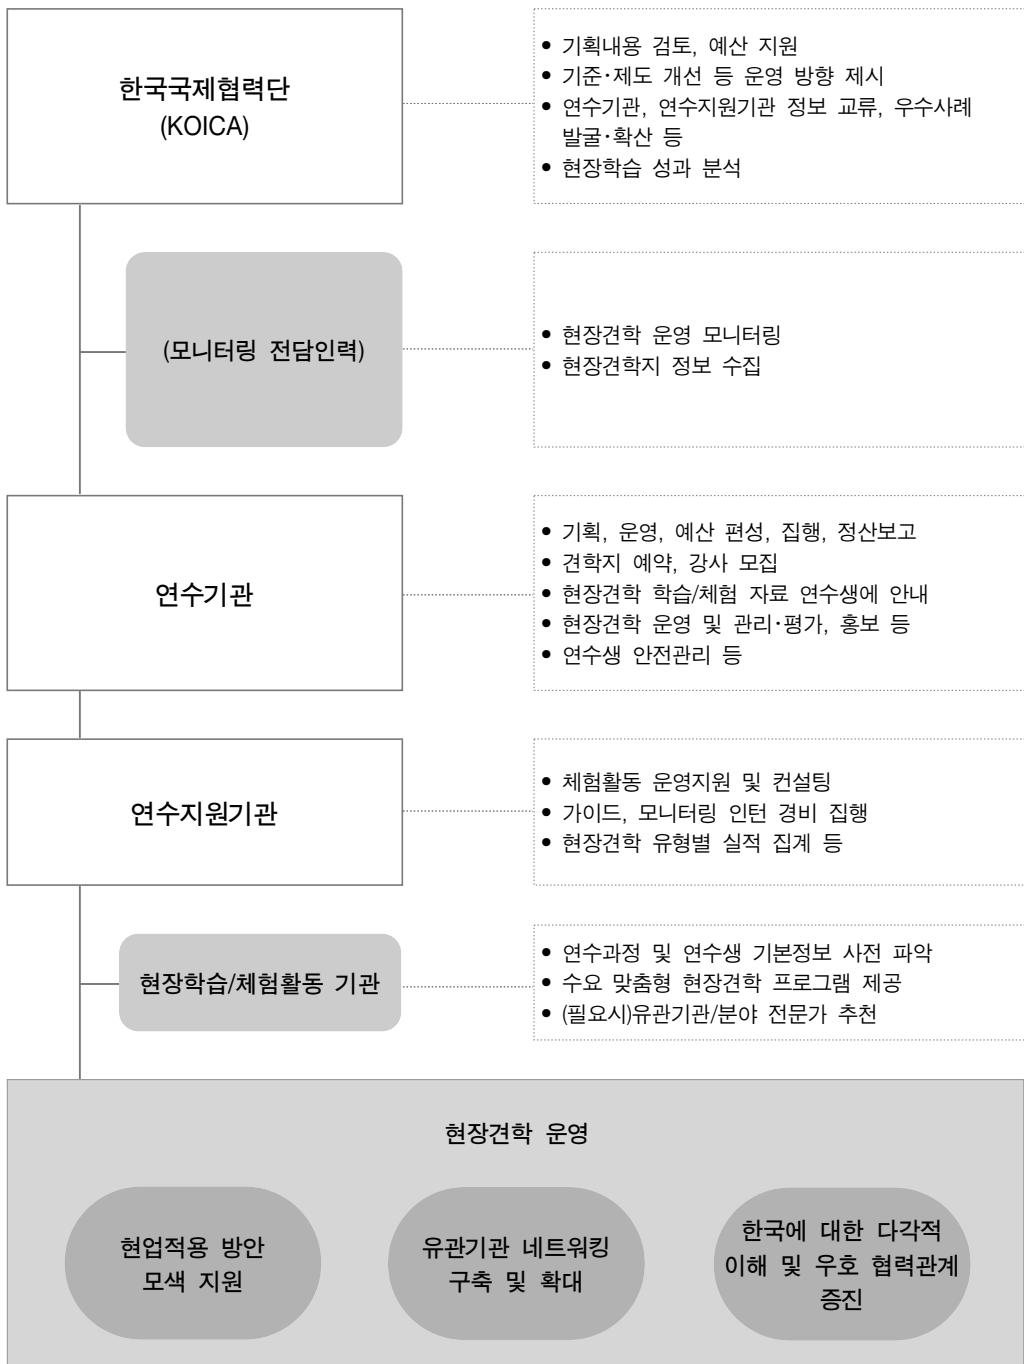 한국국제협력단
(KOICA)
• 기획내용 검토, 예산 지원
• 기준·제도 개선 등 운영 방향 제시
• 연수기관, 연수지원기관 정보 교류, 우수사례
발굴·확산 등
• 현장학습 성과 분석
(모니터링 전담인력)
• 현장견학 운영 모니터링
• 현장견학지 정보 수집
연수기관
• 기획, 운영, 예산 편성, 집행, 정산보고
• 견학지 예약, 강사 모집
• 현장견학 학습/체험 자료 연수생에 안내
• 현장견학 운영 및 관리·평가, 홍보 등
• 연수생 안전관리 등
연수지원기관
• 체험활동 운영지원 및 컨설팅
• 가이드, 모니터링 인턴 경비 집행
• 현장견학 유형별 실적 집계 등
현장학습/체험활동 기관
• 연수과정 및 연수생 기본정보 사전 파악
• 수요 맞춤형 현장견학 프로그램 제공
• (필요시)유관기관/분야 전문가 추천
현장견학 운영
현업적용 방안
모색 지원
유관기관 네트워킹
구축 및 확대
한국에 대한 다각적
이해 및 우호 협력관계
증진